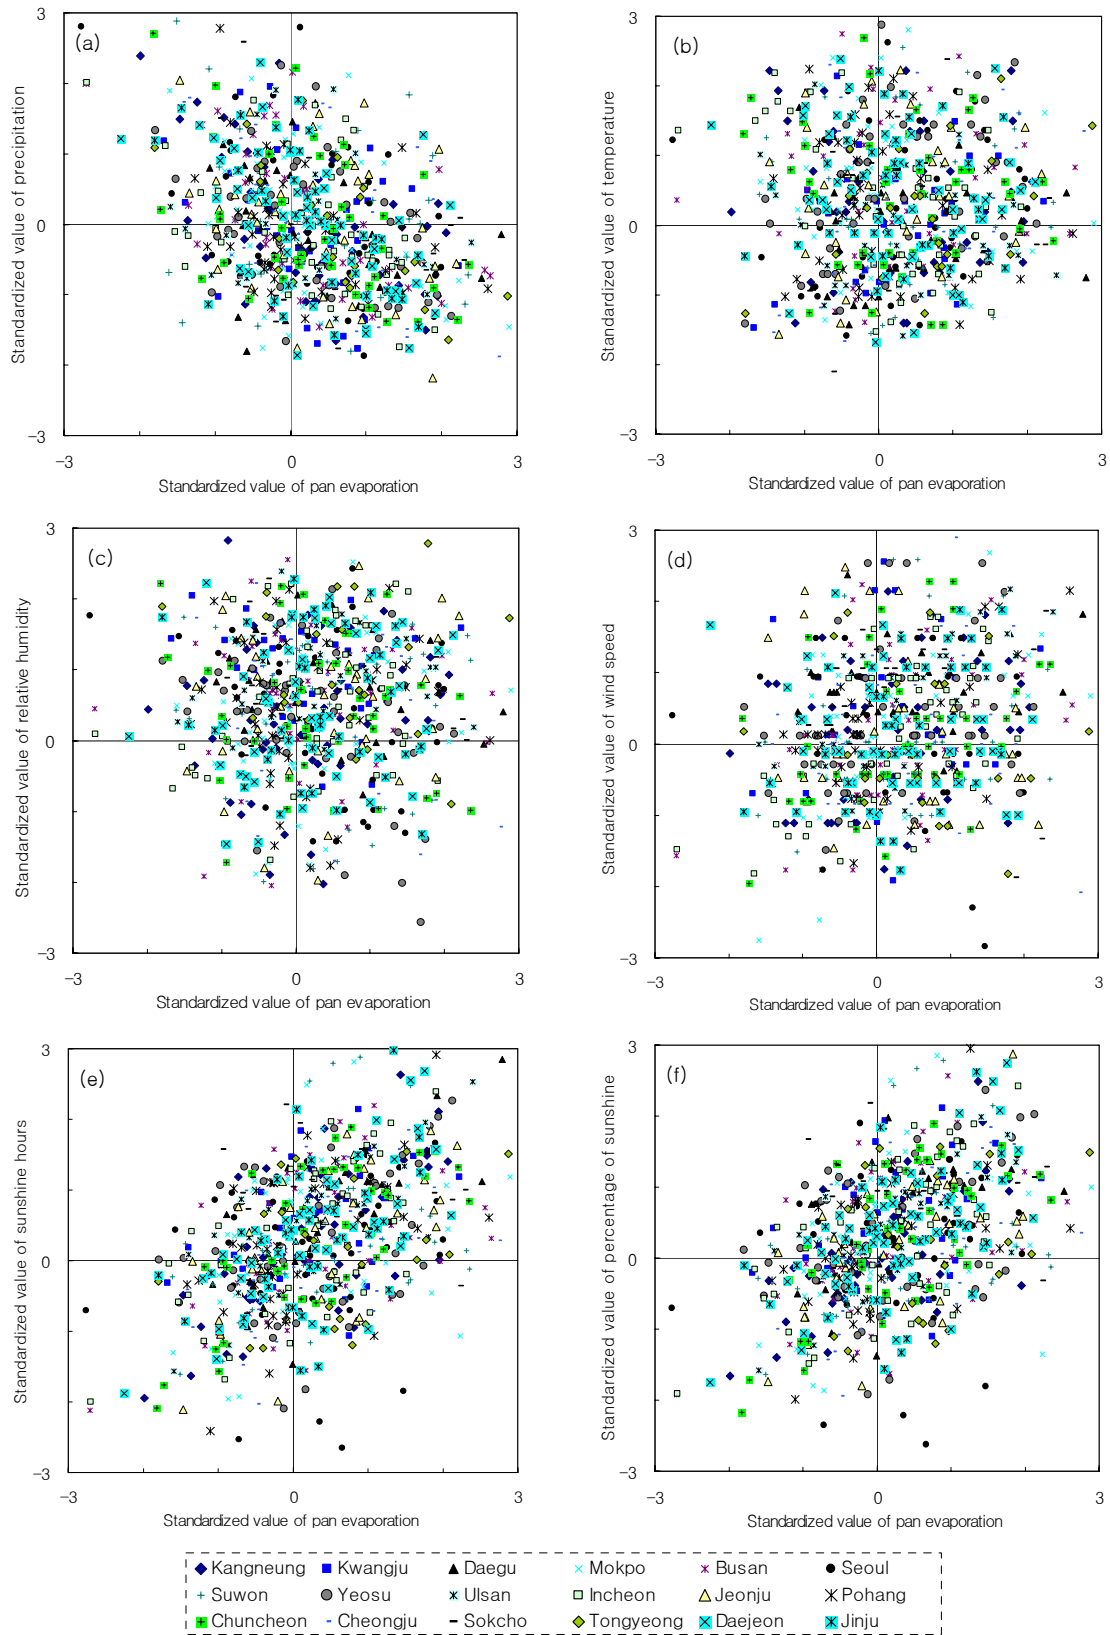 3
3
(a)
(b)
Standardized value of precipitation
Standardized value of temperature
0
0
-3
-3
-3
0
3
-3
0
3
Standardized value of pan evaporation
Standardized value of pan evaporation
3
3
(c)
(d)
Standardized value of relative humidity
Standardized value of wind speed
0
0
-3
-3
-3
0
3
-3
0
3
Standardized value of pan evaporation
Standardized value of pan evaporation
3
3
(e)
(f)
Standardized value of sunshine hours
Standardized value of percentage of sunshine
0
0
-3
-3
-3
0
3
-3
0
3
Standardized value of pan evaporation
Standardized value of pan evaporation
Kangneung Kwangju Daegu Mokpo Busan Seoul
Suwon Yeosu Ulsan Incheon Jeonju Pohang
Chuncheon Cheongju Sokcho Tongyeong Daejeon Jinju